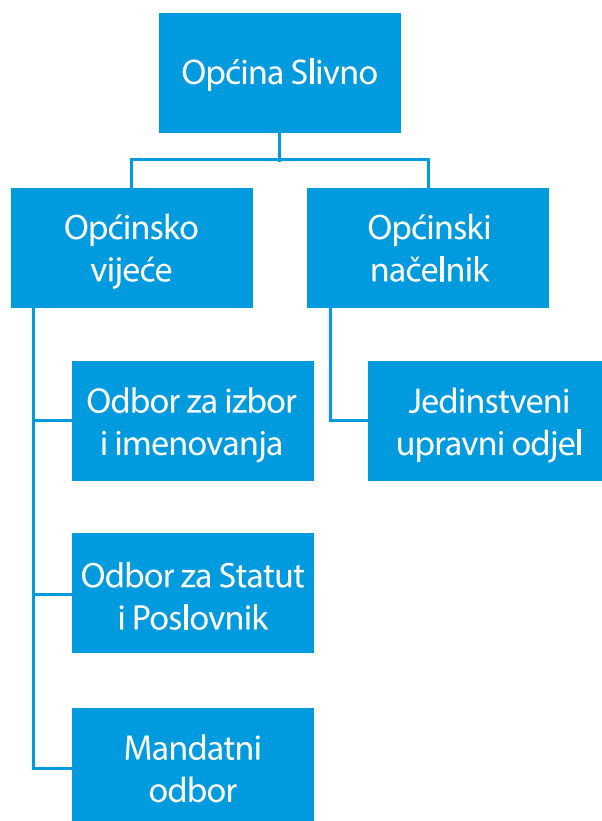 Općina Slivno
Općinsko
vijeće
Općinski
načelnik
Odbor za izbor
i imenovanja
Jedinstveni
upravni odjel
Odbor za Statut
i Poslovnik
Mandatni
odbor